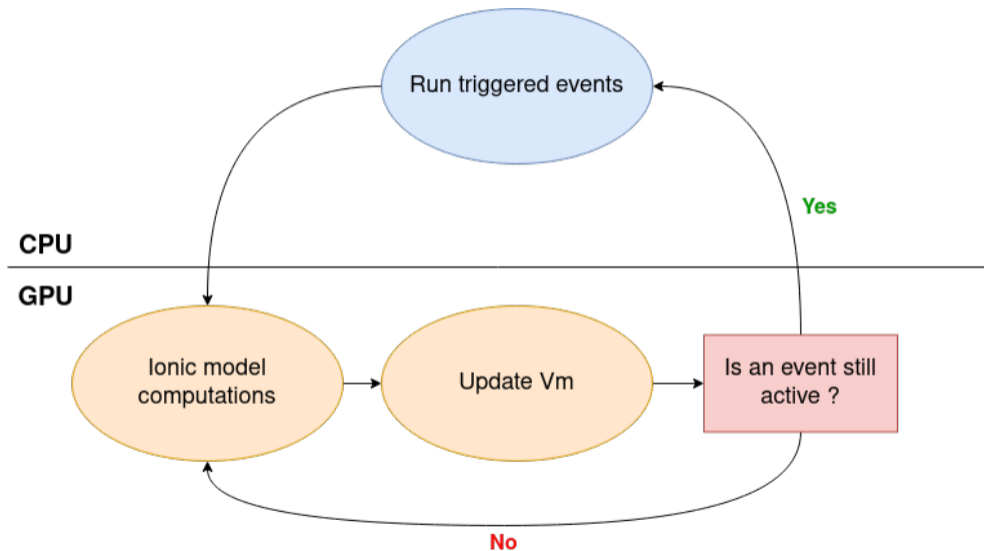 Run triggered events
Yes
CPU
GPU
Ionic model
computations
Update Vm
Is an event still
active ?
No